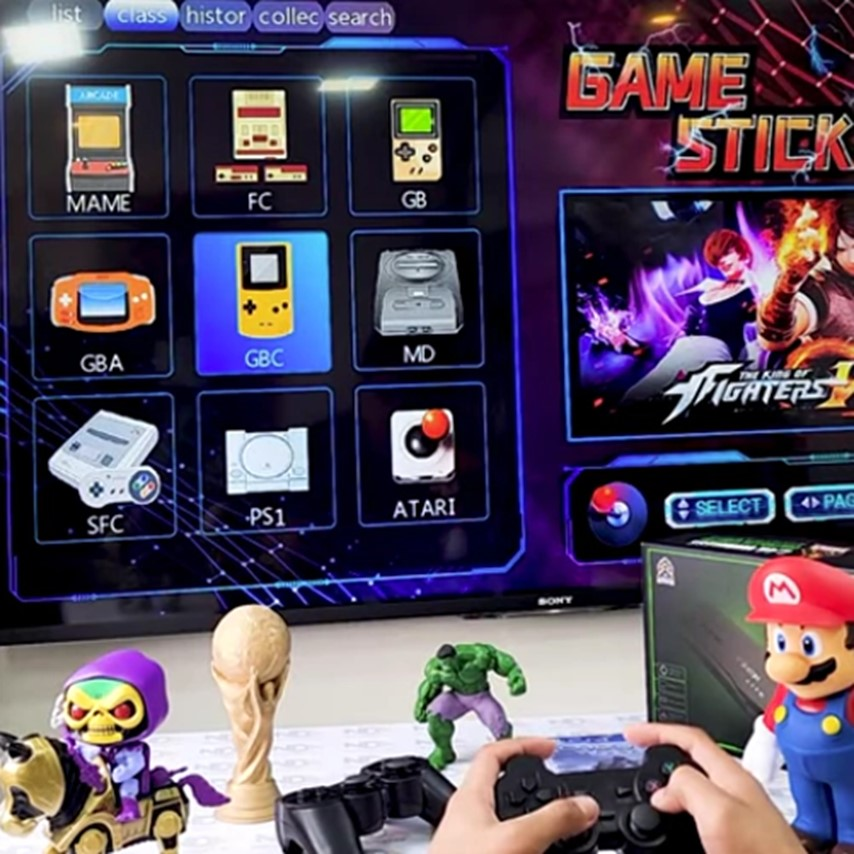 list class histor collec search
GAME
STICK
ARCADE
MAME
FC
GB
GBA
GBC
MD
SFC
PS1
ATARI
THE KING OF
FIGHTERS
SELECT
PAG
SONY
M